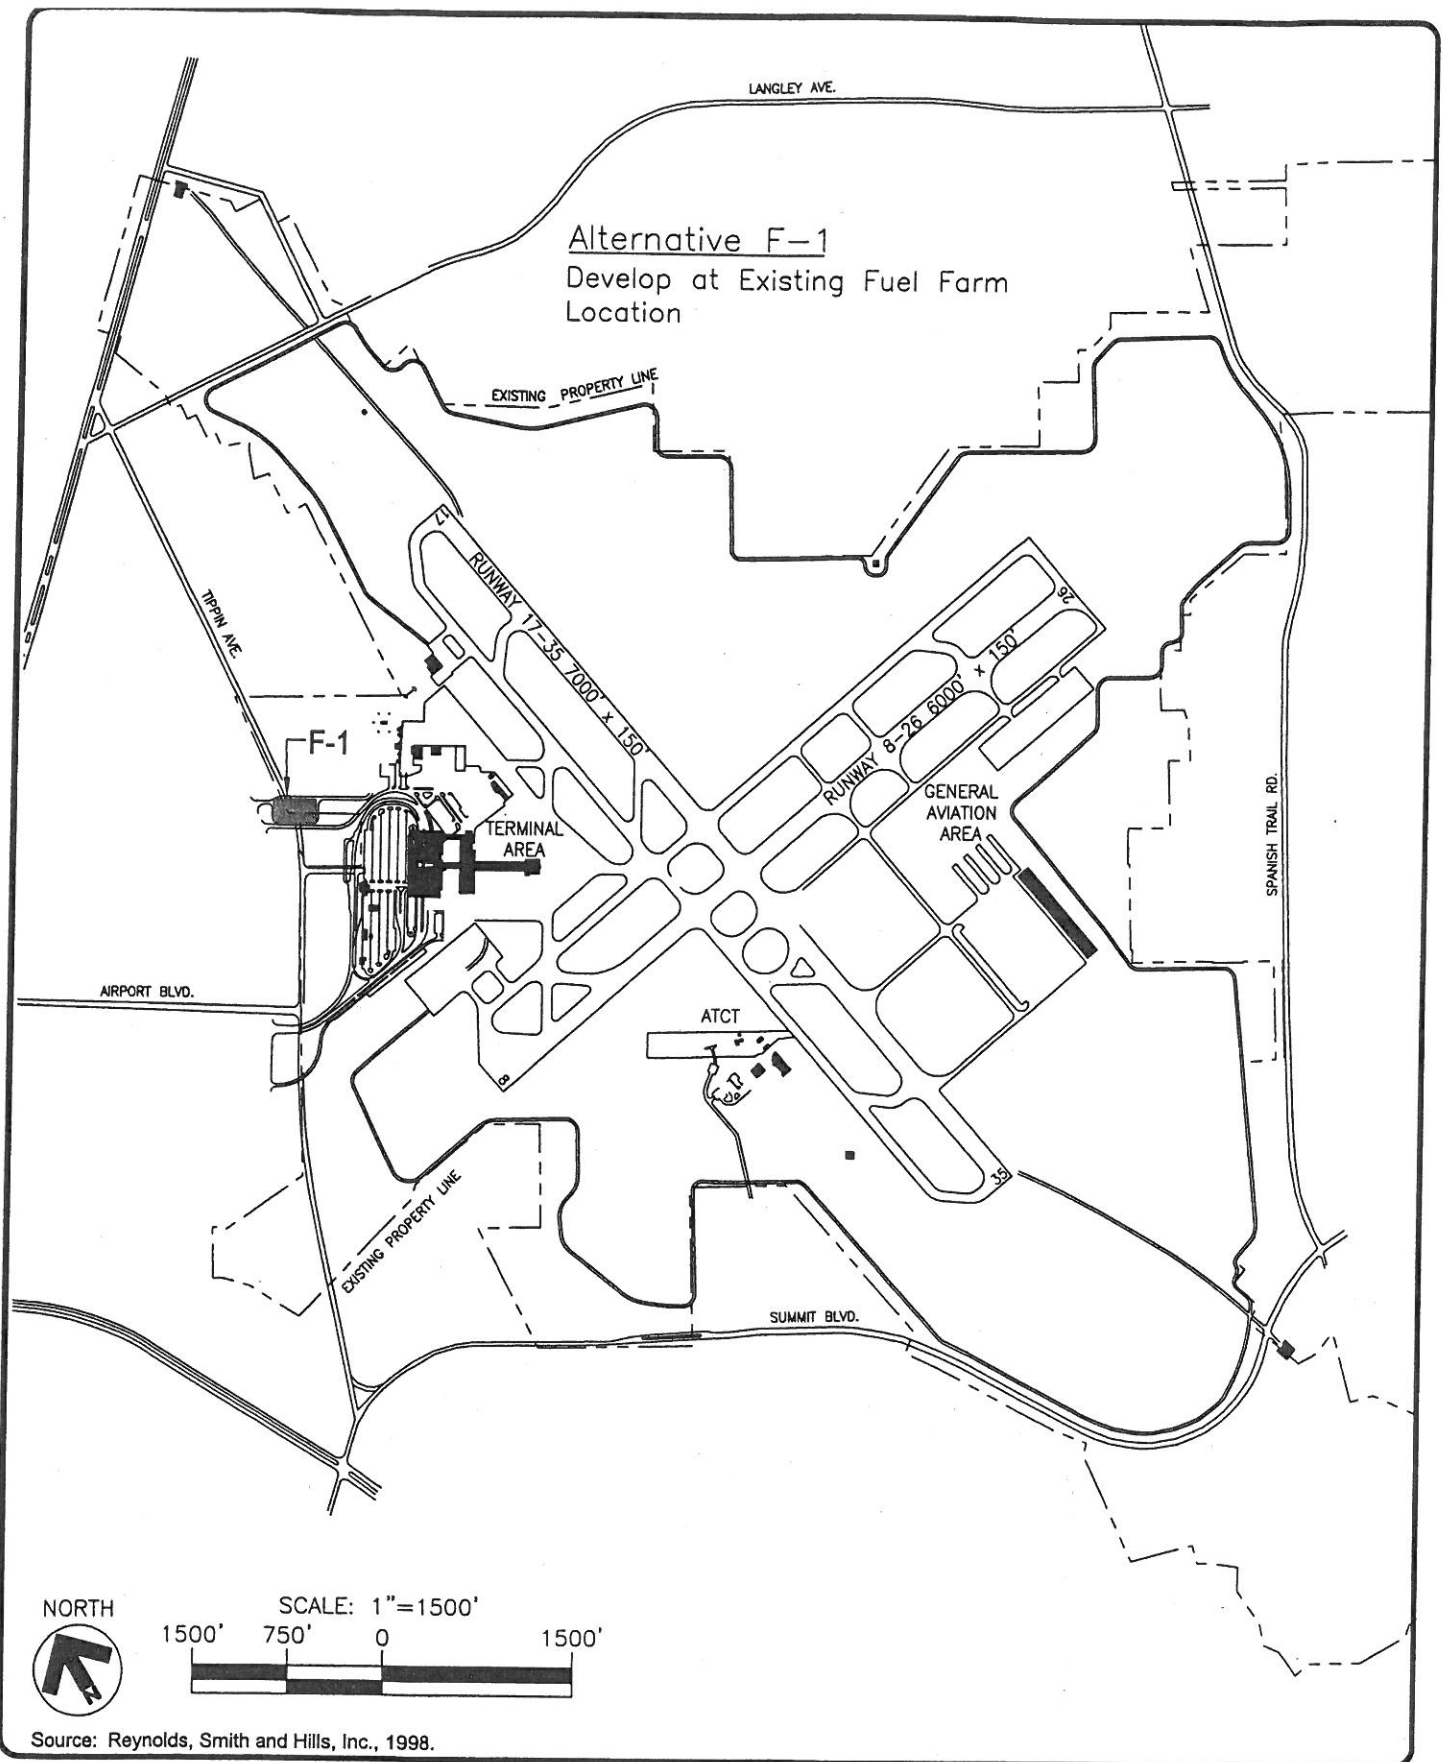 LANGLEY AVE.
Alternative F-1
Develop at Existing Fuel Farm
Location
EXISTING PROPERTY LINE
17
RUNWAY 17-35 7000' x 150'
26
RUNWAY 8-26 6000' x 150'
TIPPIN AVE.
F-1
TERMINAL
AREA
GENERAL
AVIATION
AREA
SPANISH TRAIL RD.
AIRPORT BLVD.
ATCT
8
35
EXISTING PROPERTY LINE
SUMMIT BLVD.
NORTH
N
SCALE: 1"=1500'
1500' 750' 0 1500'
Source: Reynolds, Smith and Hills, Inc., 1998.